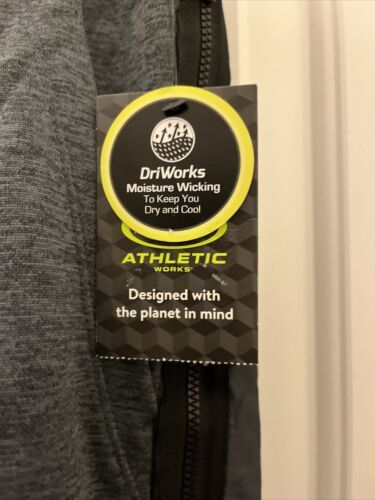 DriWorks
Moisture Wicking
To Keep You
Dry and Cool
ATHLETIC
WORKS®
Designed with
the planet in mind